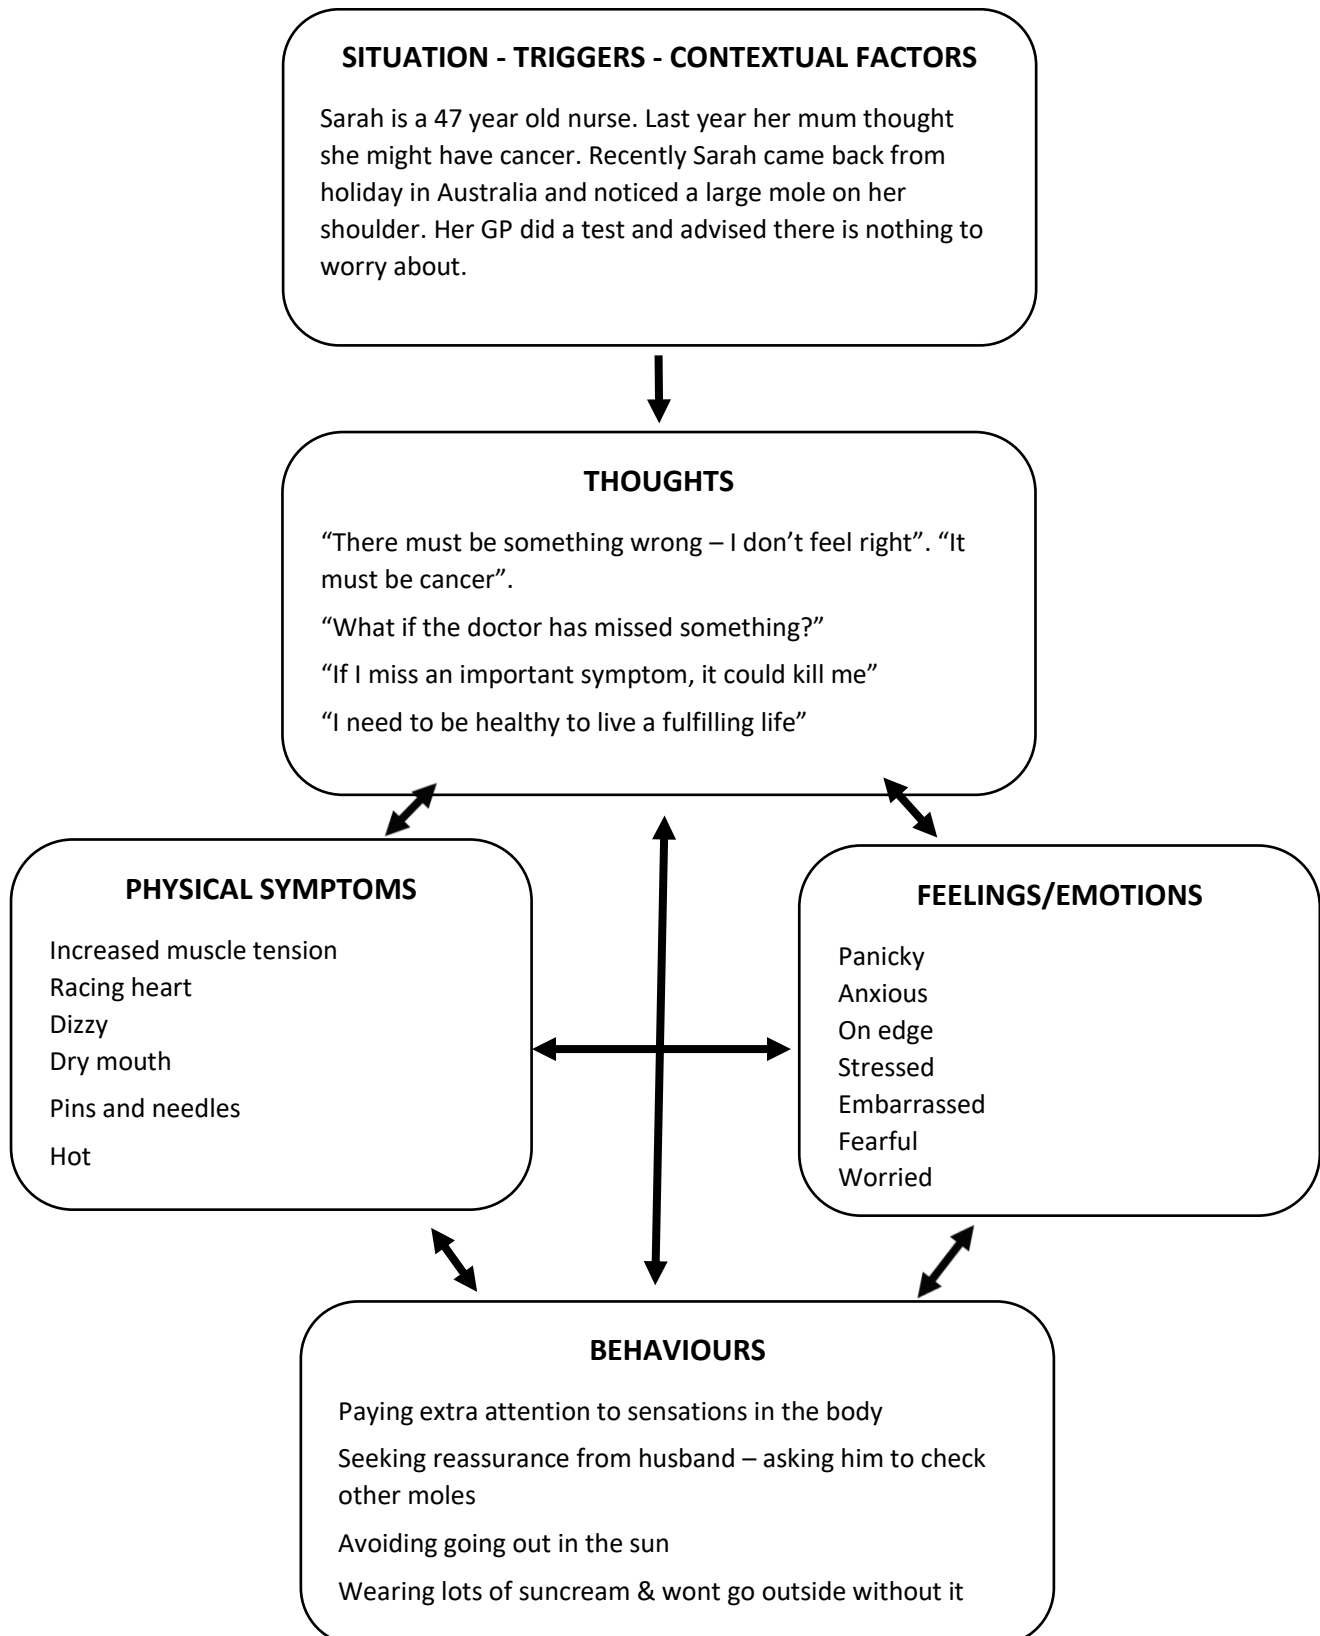 SITUATION - TRIGGERS - CONTEXTUAL FACTORS
Sarah is a 47 year old nurse. Last year her mum thought
she might have cancer. Recently Sarah came back from
holiday in Australia and noticed a large mole on her
shoulder. Her GP did a test and advised there is nothing to
worry about.
THOUGHTS
“There must be something wrong – I don’t feel right”. “It
must be cancer”.
“What if the doctor has missed something?”
“If I miss an important symptom, it could kill me”
“I need to be healthy to live a fulfilling life”
PHYSICAL SYMPTOMS
Increased muscle tension
Racing heart
Dizzy
Dry mouth
Pins and needles
Hot
FEELINGS/EMOTIONS
Panicky
Anxious
On edge
Stressed
Embarrassed
Fearful
Worried
BEHAVIOURS
Paying extra attention to sensations in the body
Seeking reassurance from husband – asking him to check
other moles
Avoiding going out in the sun
Wearing lots of suncream & wont go outside without it